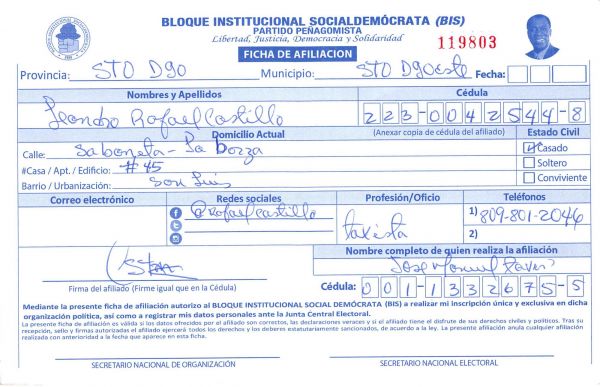 BLOQUE INSTITUCIONAL SOCIALDEMÓCRATA (BIS)
PARTIDO PEÑAGOMISTA
Libertad, Justicia, Democracia y Solidaridad
119803
FICHA DE AFILIACION
Provincia: STO Dgo Municipio: STO Dgo este Fecha:
Nombres y Apellidos Cédula
Leandro Rafael Castillo 223-0042544-8
Domicilio Actual (Anexar copia de cédula del afiliado) Estado Civil
Calle: Sabaneta - La Casado
#Casa / Apt. / Edificio: #45 Soltero
Barrio / Urbanización: San Luis Conviviente
Correo electrónico Redes sociales Profesión/Oficio Teléfonos
@rafaelcastillo taxista 1) 809-801-2046
2)
Nombre completo de quien realiza la afiliación
Jose Manuel
Firma del afiliado (Firme igual que en la Cédula) Cédula: 001-1332675-5
Mediante la presente ficha de afiliación autorizo al BLOQUE INSTITUCIONAL SOCIAL DEMÓCRATA (BIS) a realizar mi inscripción única y exclusiva en dicha
organización política, así como a registrar mis datos personales ante la Junta Central Electoral.
La presente ficha de afiliación es válida si los datos ofrecidos por el afiliado son correctos, las declaraciones veraces y si el afiliado tiene el disfrute de sus derechos civiles y políticos. Tras su
recepción, sello y firmas autorizadas el afiliado ejercerá todos los derechos y los deberes estatutariamente sancionados, de acuerdo a la ley. La presente afiliación anula cualquier afiliación
realizada con anterioridad a la fecha que aparece en esta ficha.
SECRETARIO NACIONAL DE ORGANIZACIÓN SECRETARIO NACIONAL ELECTORAL